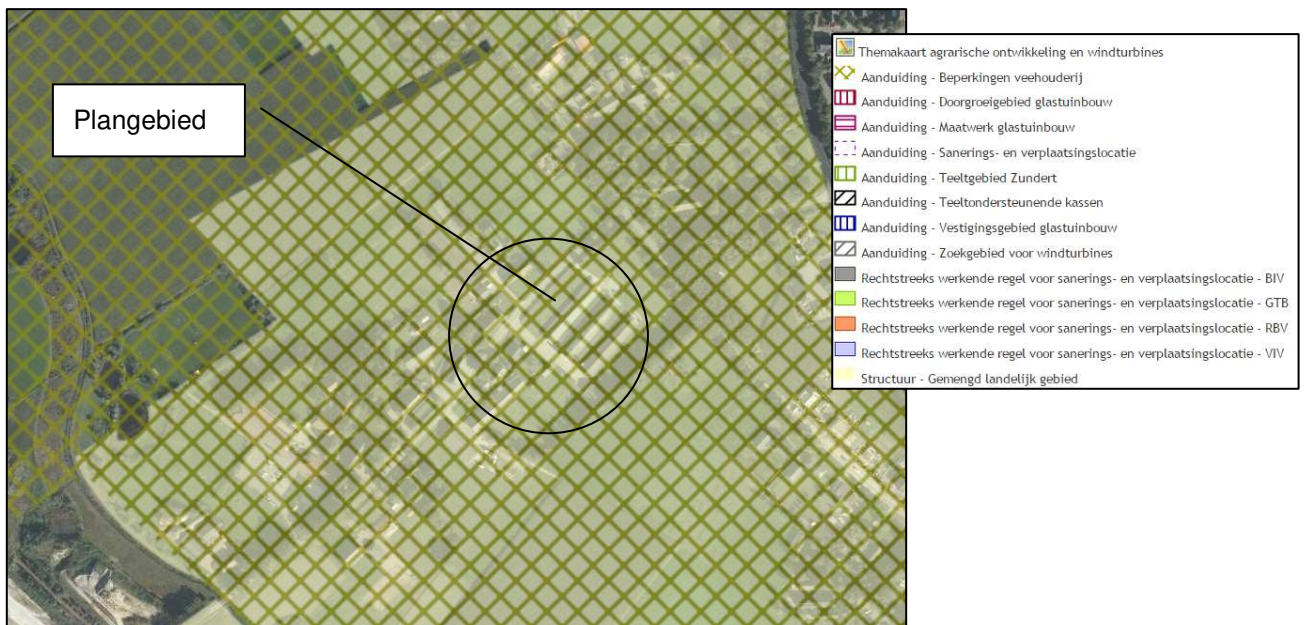 Plangebied
Themakaart agrarische ontwikkeling en windturbines
Aanduiding - Beperkingen veehouderij
Aanduiding - Doorgroeigebied glastuinbouw
Aanduiding - Maatwerk glastuinbouw
Aanduiding - Sanerings- en verplaatsingslocatie
Aanduiding - Teeltgebied Zundert
Aanduiding - Teeltondersteunende kassen
Aanduiding - Vestigingsgebied glastuinbouw
Aanduiding - Zoekgebied voor windturbines
Rechtstreeks werkende regel voor sanerings- en verplaatsingslocatie - BIV
Rechtstreeks werkende regel voor sanerings- en verplaatsingslocatie - GTB
Rechtstreeks werkende regel voor sanerings- en verplaatsingslocatie - RBV
Rechtstreeks werkende regel voor sanerings- en verplaatsingslocatie - VIV
Structuur - Gemengd landelijk gebied